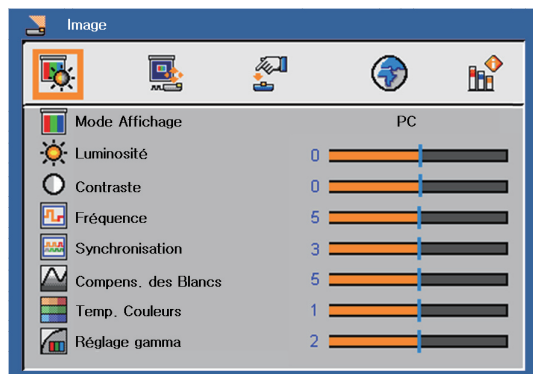 Image
Mode Affichage PC
Luminosité 0
Contraste 0
Fréquence 5
Synchronisation 3
Compens. des Blancs 5
Temp. Couleurs 1
Réglage gamma 2